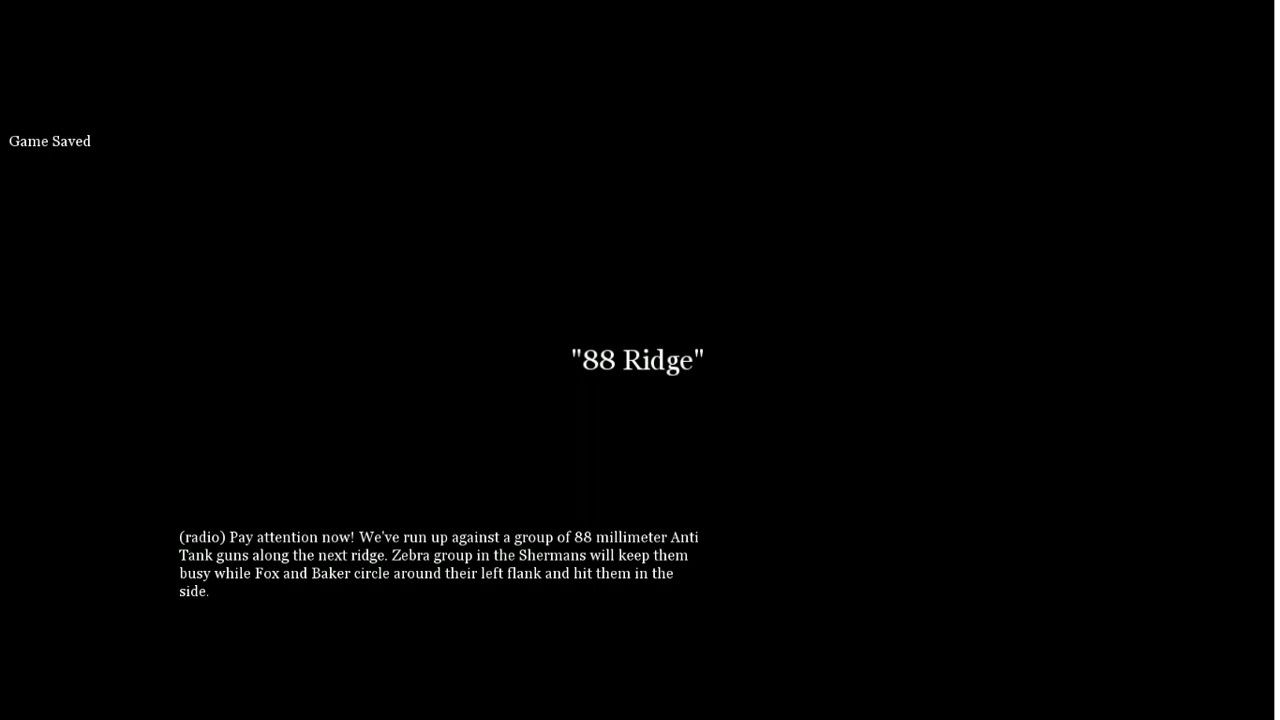 Game Saved
"88 Ridge"
(radio) Pay attention now! We've run up against a group of 88 millimeter Anti
Tank guns along the next ridge. Zebra group in the Shermans will keep them
busy while Fox and Baker circle around their left flank and hit them in the
side.